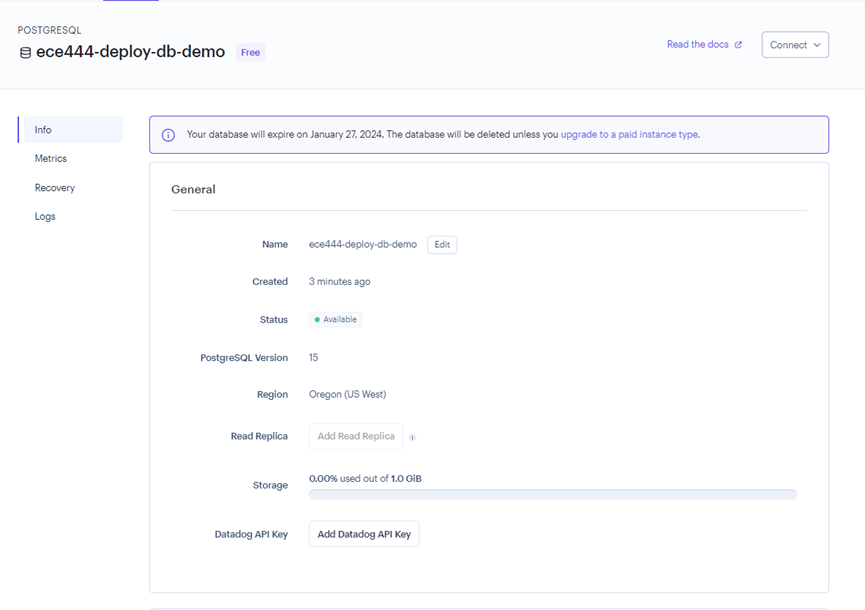 POSTGRESQL
ece444-deploy-db-demo Free
Read the docs
Connect
Info
Metrics
Recovery
Logs
Your database will expire on January 27, 2024. The database will be deleted unless you upgrade to a paid instance type.
General
Name ece444-deploy-db-demo Edit
Created 3 minutes ago
Status Available
PostgreSQL Version 15
Region Oregon (US West)
Read Replica Add Read Replica
Storage 0.00% used out of 1.0 GiB
Datadog API Key Add Datadog API Key